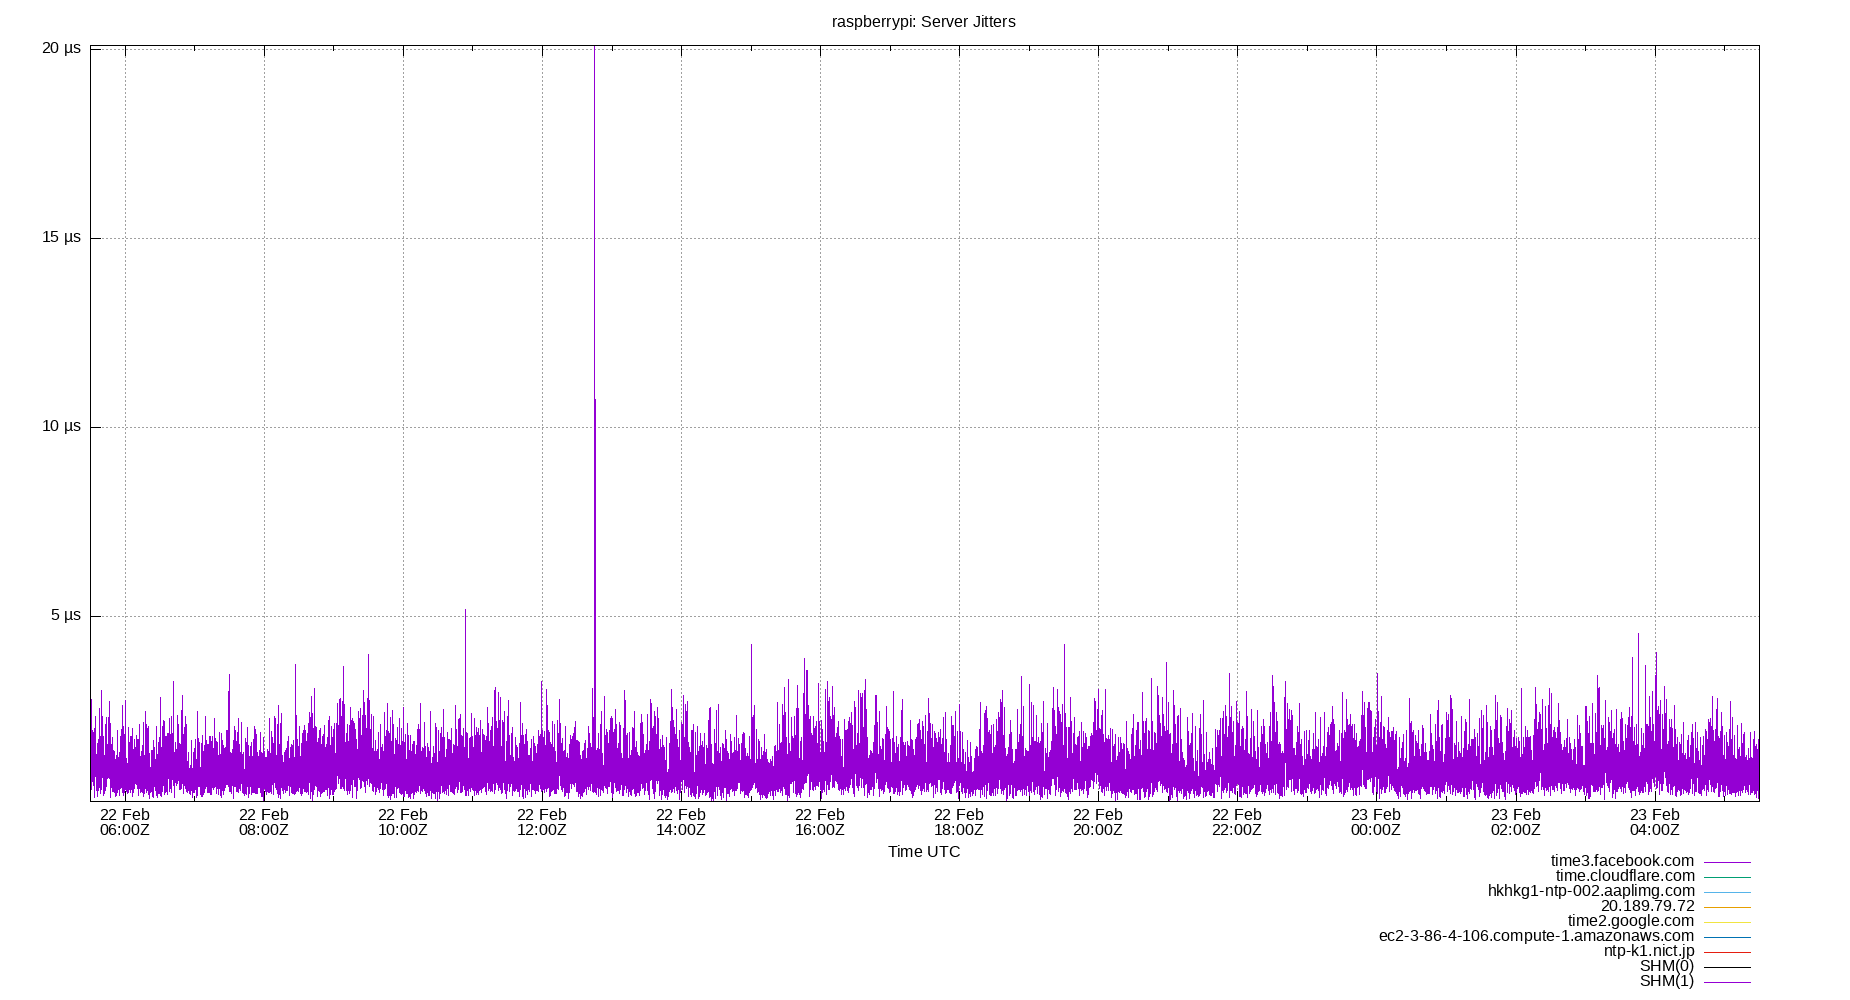 raspberrypi: Server Jitters
20 µs
15 µs
10 µs
5 µs
22 Feb 22 Feb 22 Feb 22 Feb 22 Feb 22 Feb 22 Feb 22 Feb 22 Feb 23 Feb 23 Feb 23 Feb
06:00Z 08:00Z 10:00Z 12:00Z 14:00Z 16:00Z 18:00Z 20:00Z 22:00Z 00:00Z 02:00Z 04:00Z
Time UTC
time3.facebook.com
time.cloudflare.com
hkhkg1-ntp-002.aaplimg.com
20.189.79.72
time2.google.com
ec2-3-86-4-106.compute-1.amazonaws.com
ntp-k1.nict.jp
SHM(0)
SHM(1)